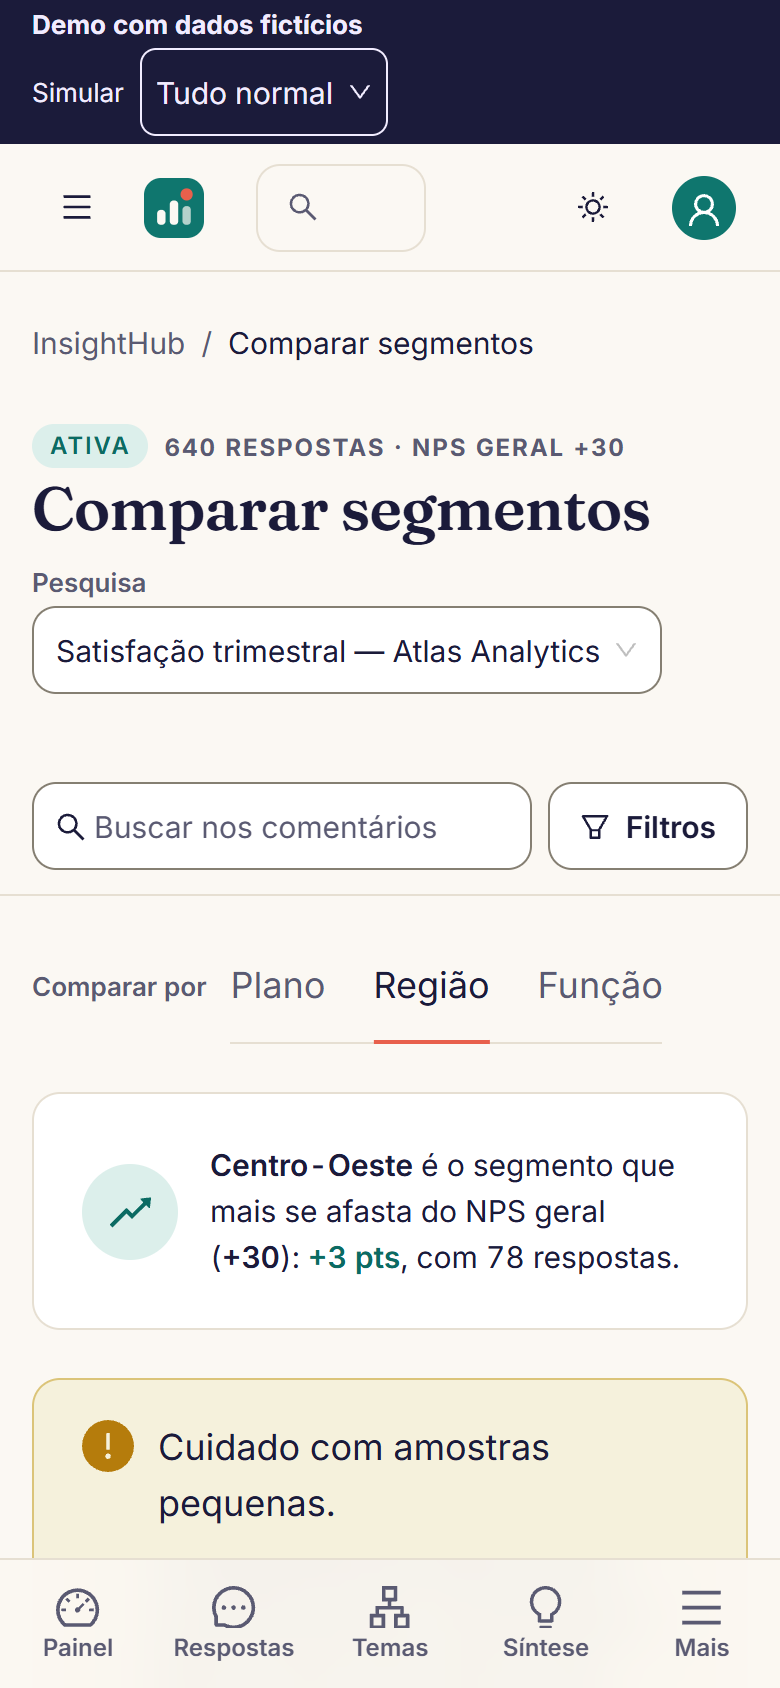 Demo com dados fictícios
Simular
Tudo normal
InsightHub / Comparar segmentos
ATIVA 640 RESPOSTAS · NPS GERAL +30
Comparar segmentos
Pesquisa
Satisfação trimestral — Atlas Analytics
Buscar nos comentários
Filtros
Comparar por Plano Região Função
Centro-Oeste é o segmento que
mais se afasta do NPS geral
(+30): +3 pts, com 78 respostas.
Cuidado com amostras
pequenas.
Painel Respostas Temas Síntese Mais